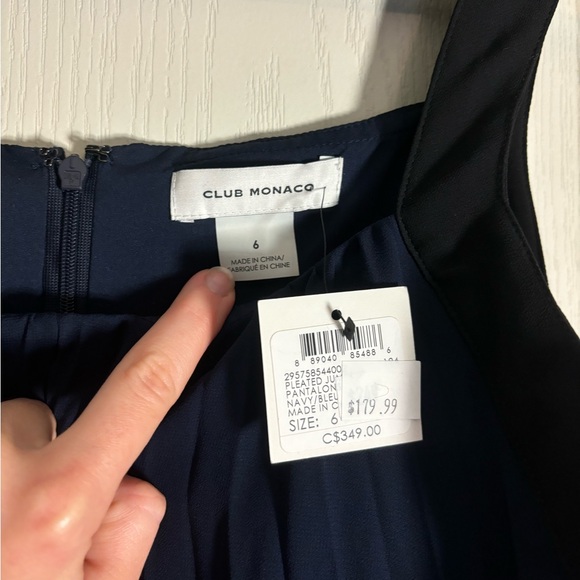 CLUB MONACO
6
MADE IN CHINA/
FABRIQUÉ EN CHINE
8 89040 85488 6
29575854400
PLEATED
PANTALON
NAVY/BLEU
MADE IN
SIZE: 6
$179.99
C$349.00